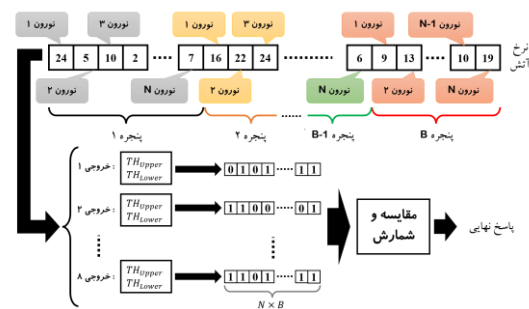 نورون ۱ نورون ۳ نورون ۱ نورون ۳ نورون ۱ نورون N-1
24 5 10 2 ···· 7 16 22 24 ···· 6 9 13 ···· 10 19 نرخ آتش
نورون ۲ نورون N نورون ۲ نورون N نورون ۲ نورون N
پنجره ۱ پنجره ۲ ...... پنجره B-1 پنجره B
خروجی ۱ : TH_Upper TH_Lower 0 1 0 1 ····· 1 1
خروجی ۲ : TH_Upper TH_Lower 1 1 0 0 ····· 0 1
مقایسه و شمارش
پاسخ نهایی
خروجی ۸ : TH_Upper TH_Lower 1 1 0 1 ····· 1 1
N × B